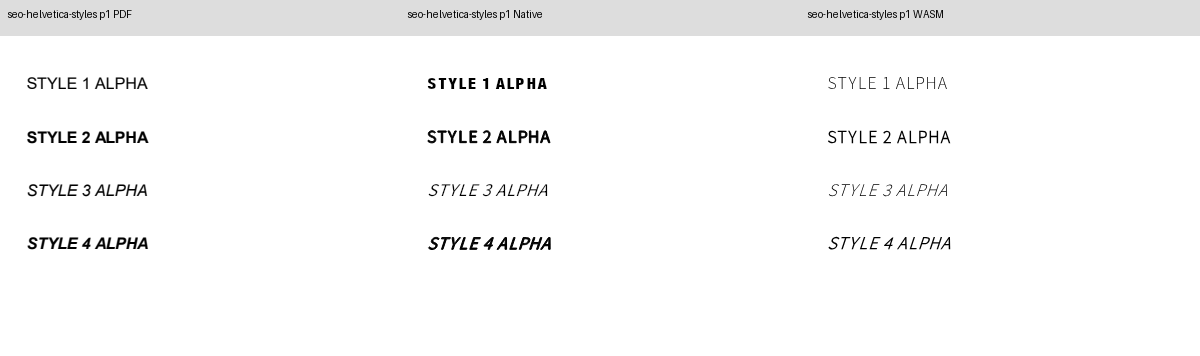 seo-helvetica-styles p1 PDF
seo-helvetica-styles p1 Native
seo-helvetica-styles p1 WASM
STYLE 1 ALPHA
STYLE 1 ALPHA
STYLE 1 ALPHA
STYLE 2 ALPHA
STYLE 2 ALPHA
STYLE 2 ALPHA
STYLE 3 ALPHA
STYLE 3 ALPHA
STYLE 3 ALPHA
STYLE 4 ALPHA
STYLE 4 ALPHA
STYLE 4 ALPHA